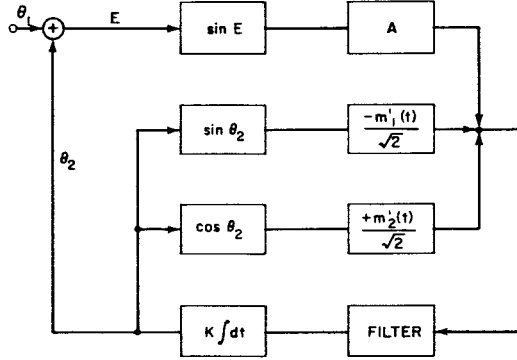 θ₁
+
E
sin E
A
sin θ₂
-m'₁(t)
√2
θ₂
cos θ₂
+m'₂(t)
√2
K ∫ dt
FILTER